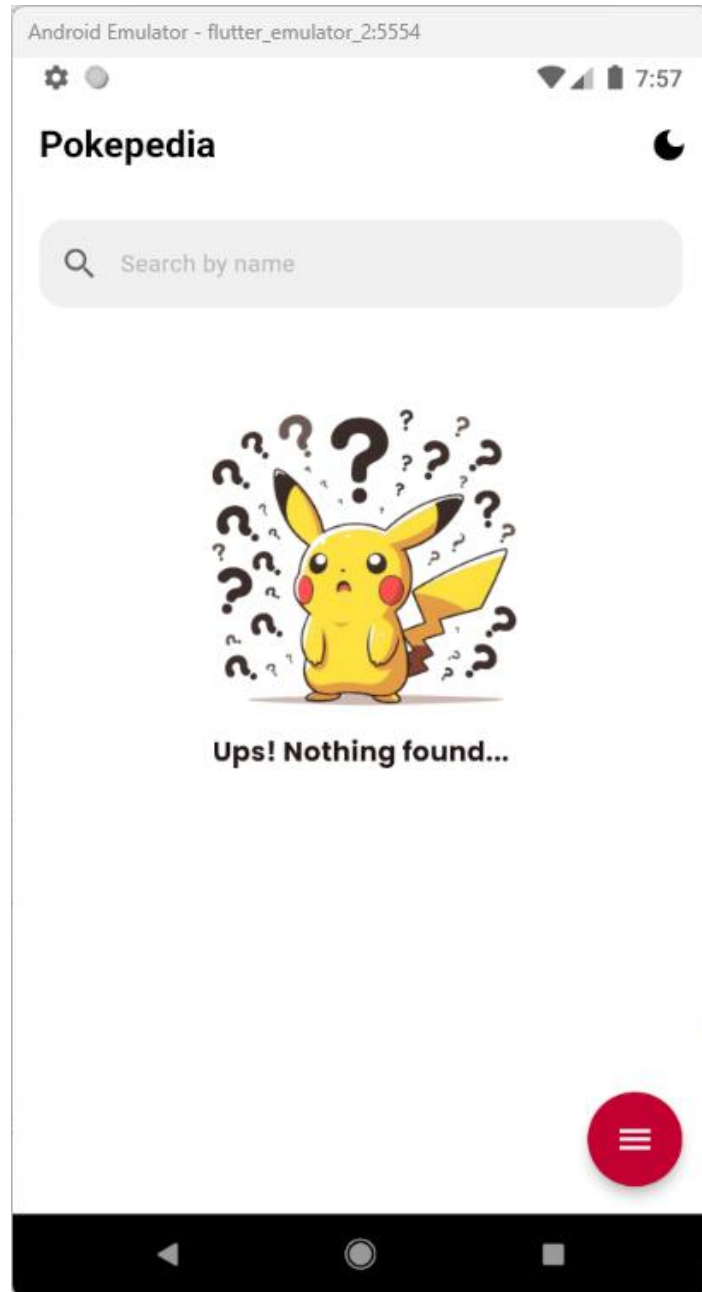 Android Emulator - flutter_emulator_2:5554
7:57
Pokepedia
Search by name
Ups! Nothing found...